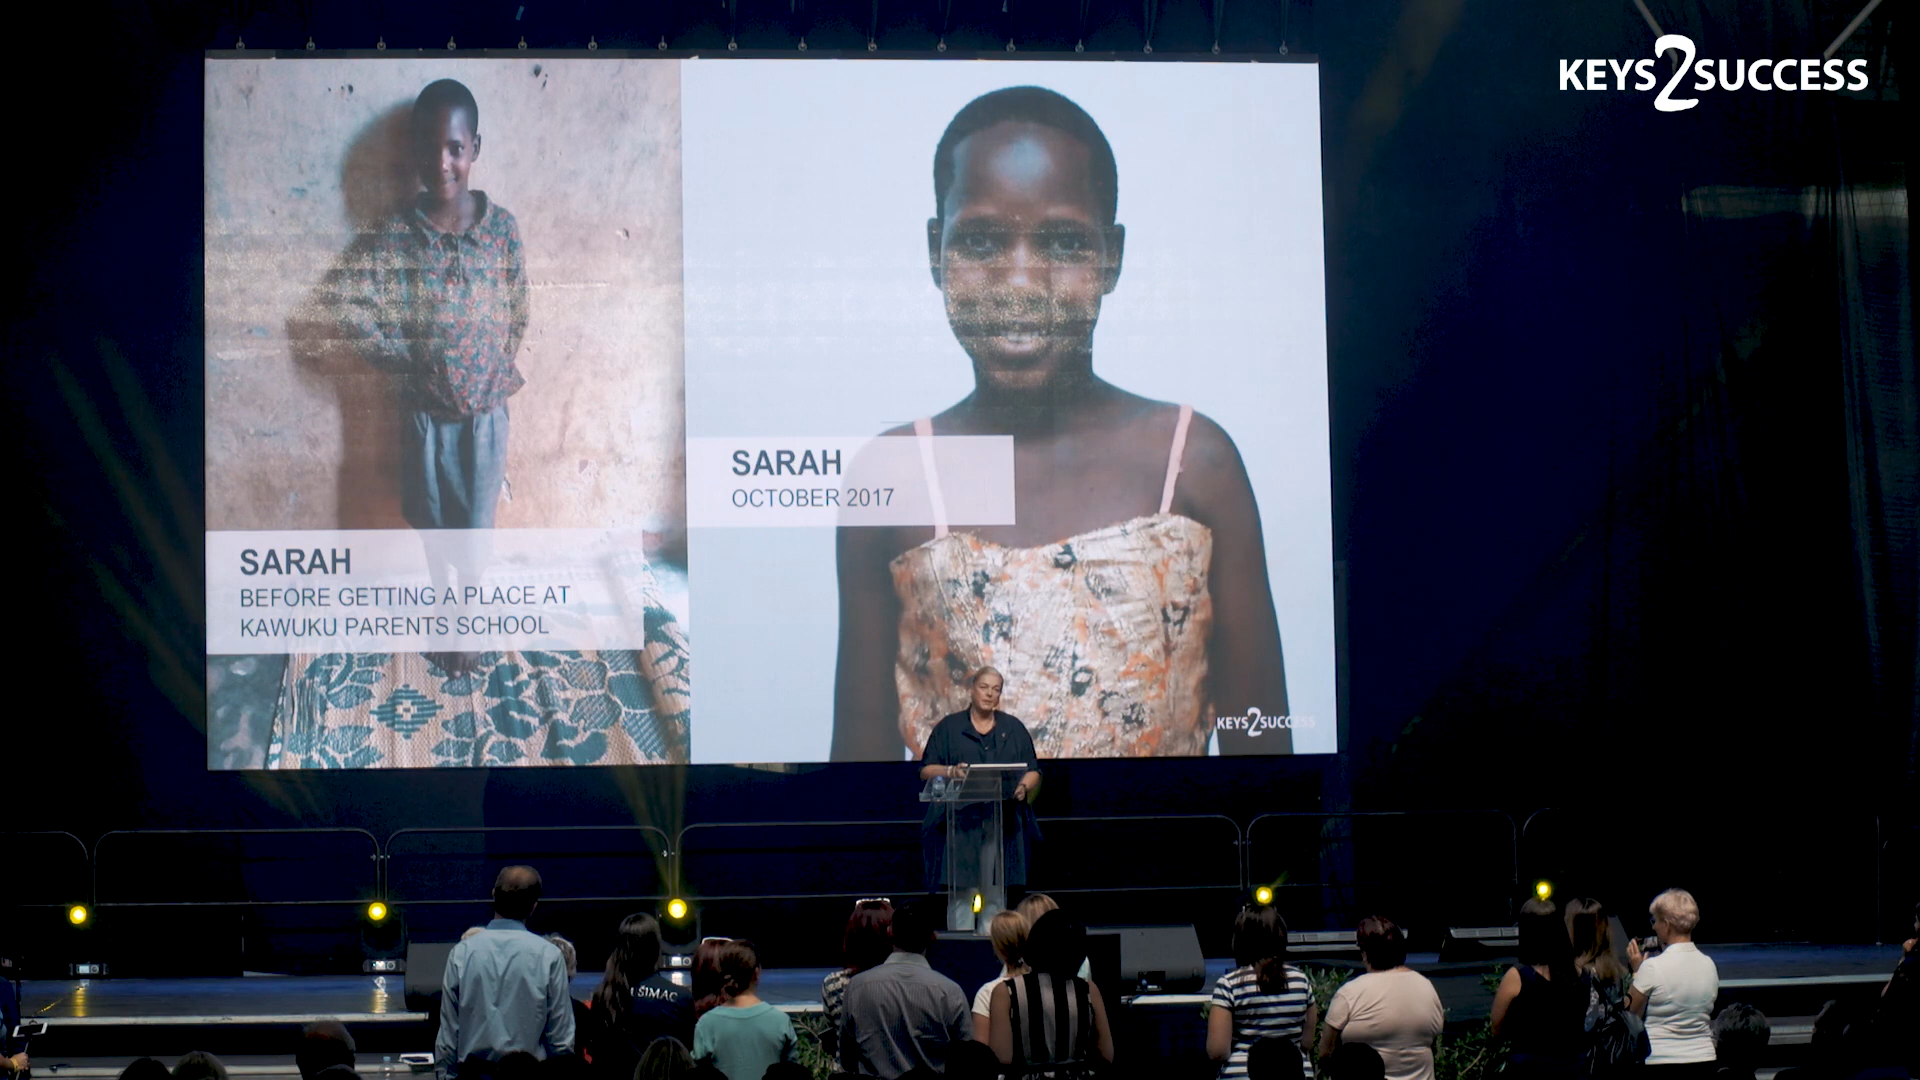 KEYS2SUCCESS
SARAH
BEFORE GETTING A PLACE AT
KAWUKU PARENTS SCHOOL
SARAH
OCTOBER 2017
KEYS2SUCCESS
SIMAC